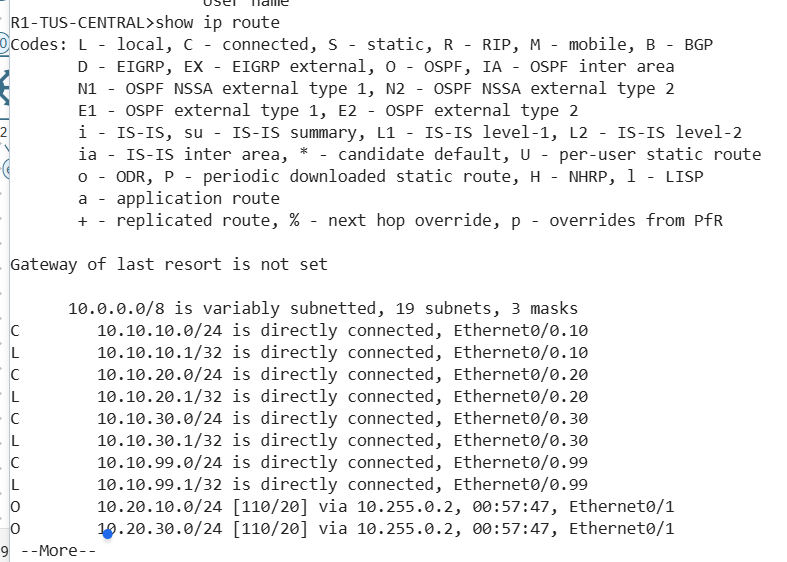 User name
R1-TUS-CENTRAL>show ip route
Codes: L - local, C - connected, S - static, R - RIP, M - mobile, B - BGP
D - EIGRP, EX - EIGRP external, O - OSPF, IA - OSPF inter area
N1 - OSPF NSSA external type 1, N2 - OSPF NSSA external type 2
E1 - OSPF external type 1, E2 - OSPF external type 2
i - IS-IS, su - IS-IS summary, L1 - IS-IS level-1, L2 - IS-IS level-2
ia - IS-IS inter area, * - candidate default, U - per-user static route
o - ODR, P - periodic downloaded static route, H - NHRP, l - LISP
a - application route
+ - replicated route, % - next hop override, p - overrides from PfR
Gateway of last resort is not set
10.0.0.0/8 is variably subnetted, 19 subnets, 3 masks
C 10.10.10.0/24 is directly connected, Ethernet0/0.10
L 10.10.10.1/32 is directly connected, Ethernet0/0.10
C 10.10.20.0/24 is directly connected, Ethernet0/0.20
L 10.10.20.1/32 is directly connected, Ethernet0/0.20
C 10.10.30.0/24 is directly connected, Ethernet0/0.30
L 10.10.30.1/32 is directly connected, Ethernet0/0.30
C 10.10.99.0/24 is directly connected, Ethernet0/0.99
L 10.10.99.1/32 is directly connected, Ethernet0/0.99
O 10.20.10.0/24 [110/20] via 10.255.0.2, 00:57:47, Ethernet0/1
O 10.20.30.0/24 [110/20] via 10.255.0.2, 00:57:47, Ethernet0/1
--More--